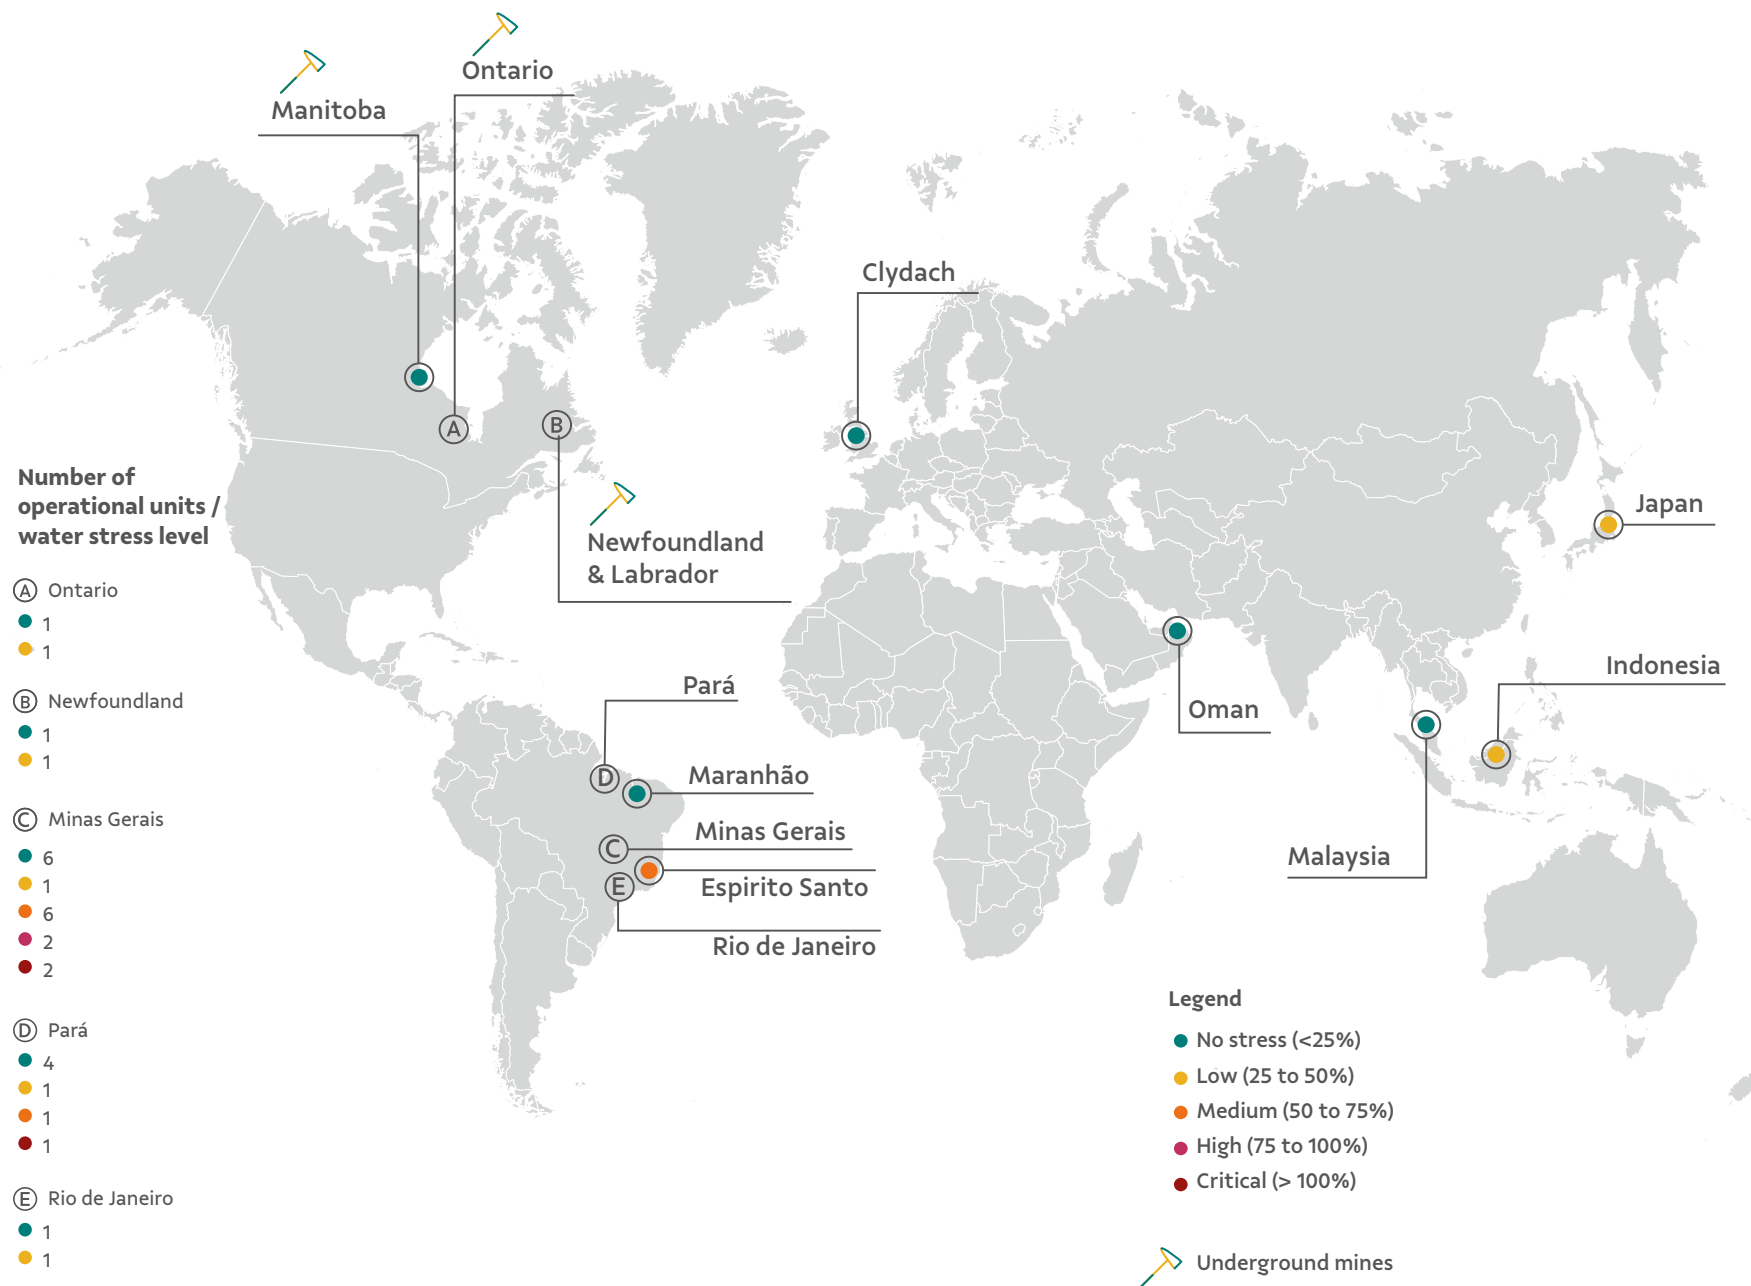 Ontario
Manitoba
Clydach
A
B
Number of
operational units /
water stress level
Japan
Newfoundland
& Labrador
A Ontario
1
1
Indonesia
Pará
B Newfoundland
1
1
Oman
D
Maranhão
C Minas Gerais
6
1
6
2
2
Minas Gerais
C
Malaysia
Espirito Santo
E
Rio de Janeiro
D Pará
4
1
1
1
Legend
No stress (<25%)
Low (25 to 50%)
Medium (50 to 75%)
High (75 to 100%)
Critical (> 100%)
E Rio de Janeiro
1
1
Underground mines